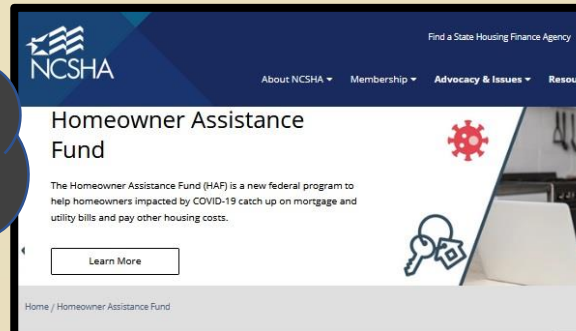 Find a State Housing Finance Agency
NCSHA
About NCSHA Membership Advocacy & Issues
Homeowner Assistance
Fund
The Homeowner Assistance Fund (HAF) is a new federal program to
help homeowners impacted by COVID-19 catch up on mortgage and
utility bills and pay other housing costs.
Learn More
Home / Homeowner Assistance Fund